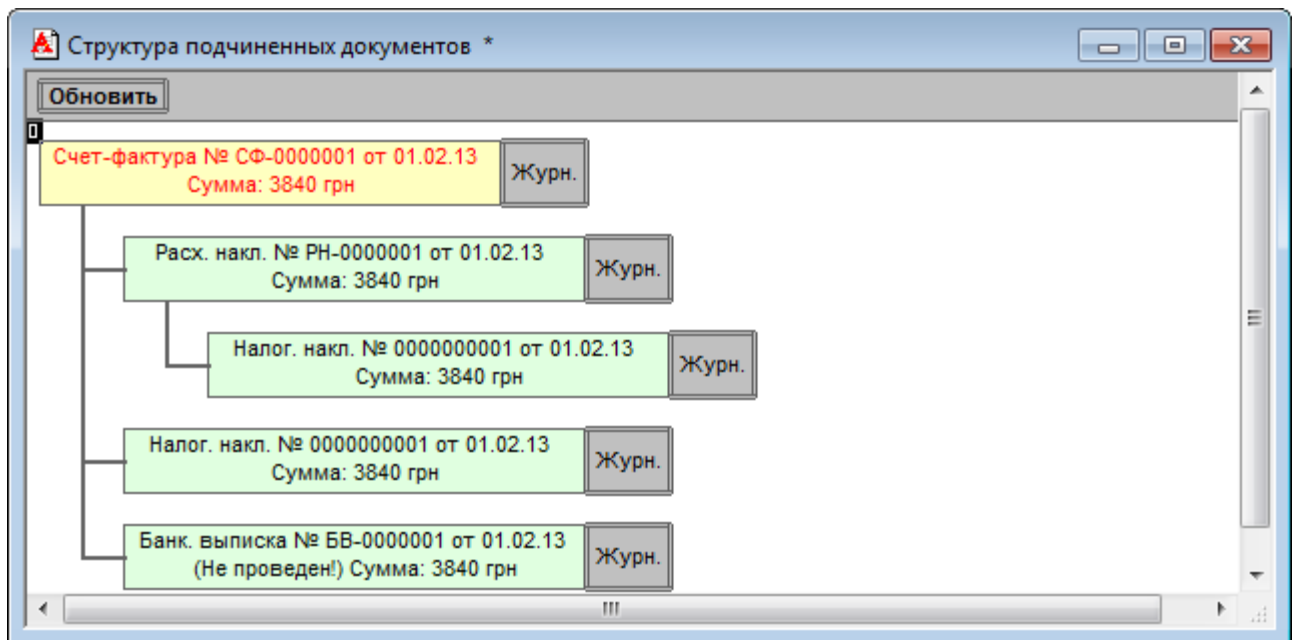 Структура подчиненных документов *
Обновить
0
Счет-фактура № СФ-0000001 от 01.02.13
Сумма: 3840 грн
Журн.
Расх. накл. № РН-0000001 от 01.02.13
Сумма: 3840 грн
Журн.
Налог. накл. № 0000000001 от 01.02.13
Сумма: 3840 грн
Журн.
Налог. накл. № 0000000001 от 01.02.13
Сумма: 3840 грн
Журн.
Банк. выписка № БВ-0000001 от 01.02.13
(Не проведен!) Сумма: 3840 грн
Журн.